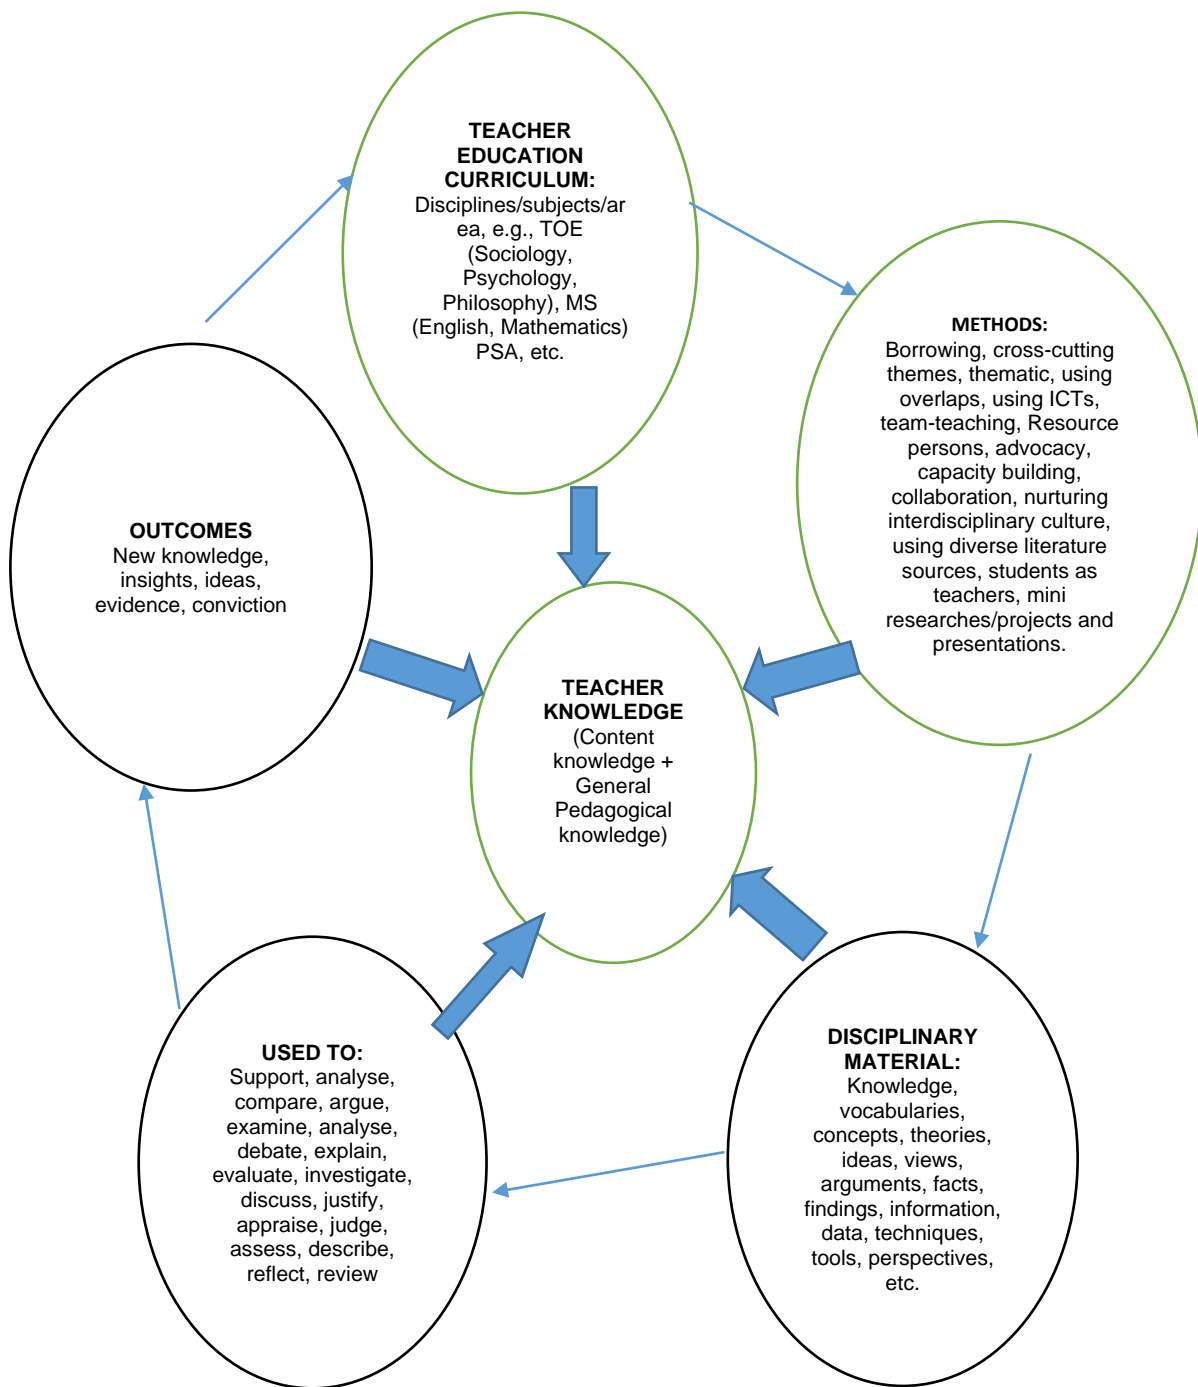 TEACHER
EDUCATION
CURRICULUM:
Disciplines/subjects/ar
ea, e.g., TOE
(Sociology,
Psychology,
Philosophy), MS
(English, Mathematics)
PSA, etc.
METHODS:
Borrowing, cross-cutting
themes, thematic, using
overlaps, using ICTs,
team-teaching, Resource
persons, advocacy,
capacity building,
collaboration, nurturing
interdisciplinary culture,
using diverse literature
sources, students as
teachers, mini
researches/projects and
presentations.
OUTCOMES
New knowledge,
insights, ideas,
evidence, conviction
TEACHER
KNOWLEDGE
(Content
knowledge +
General
Pedagogical
knowledge)
USED TO:
Support, analyse,
compare, argue,
examine, analyse,
debate, explain,
evaluate, investigate,
discuss, justify,
appraise, judge,
assess, describe,
reflect, review
DISCIPLINARY
MATERIAL:
Knowledge,
vocabularies,
concepts, theories,
ideas, views,
arguments, facts,
findings, information,
data, techniques,
tools, perspectives,
etc.